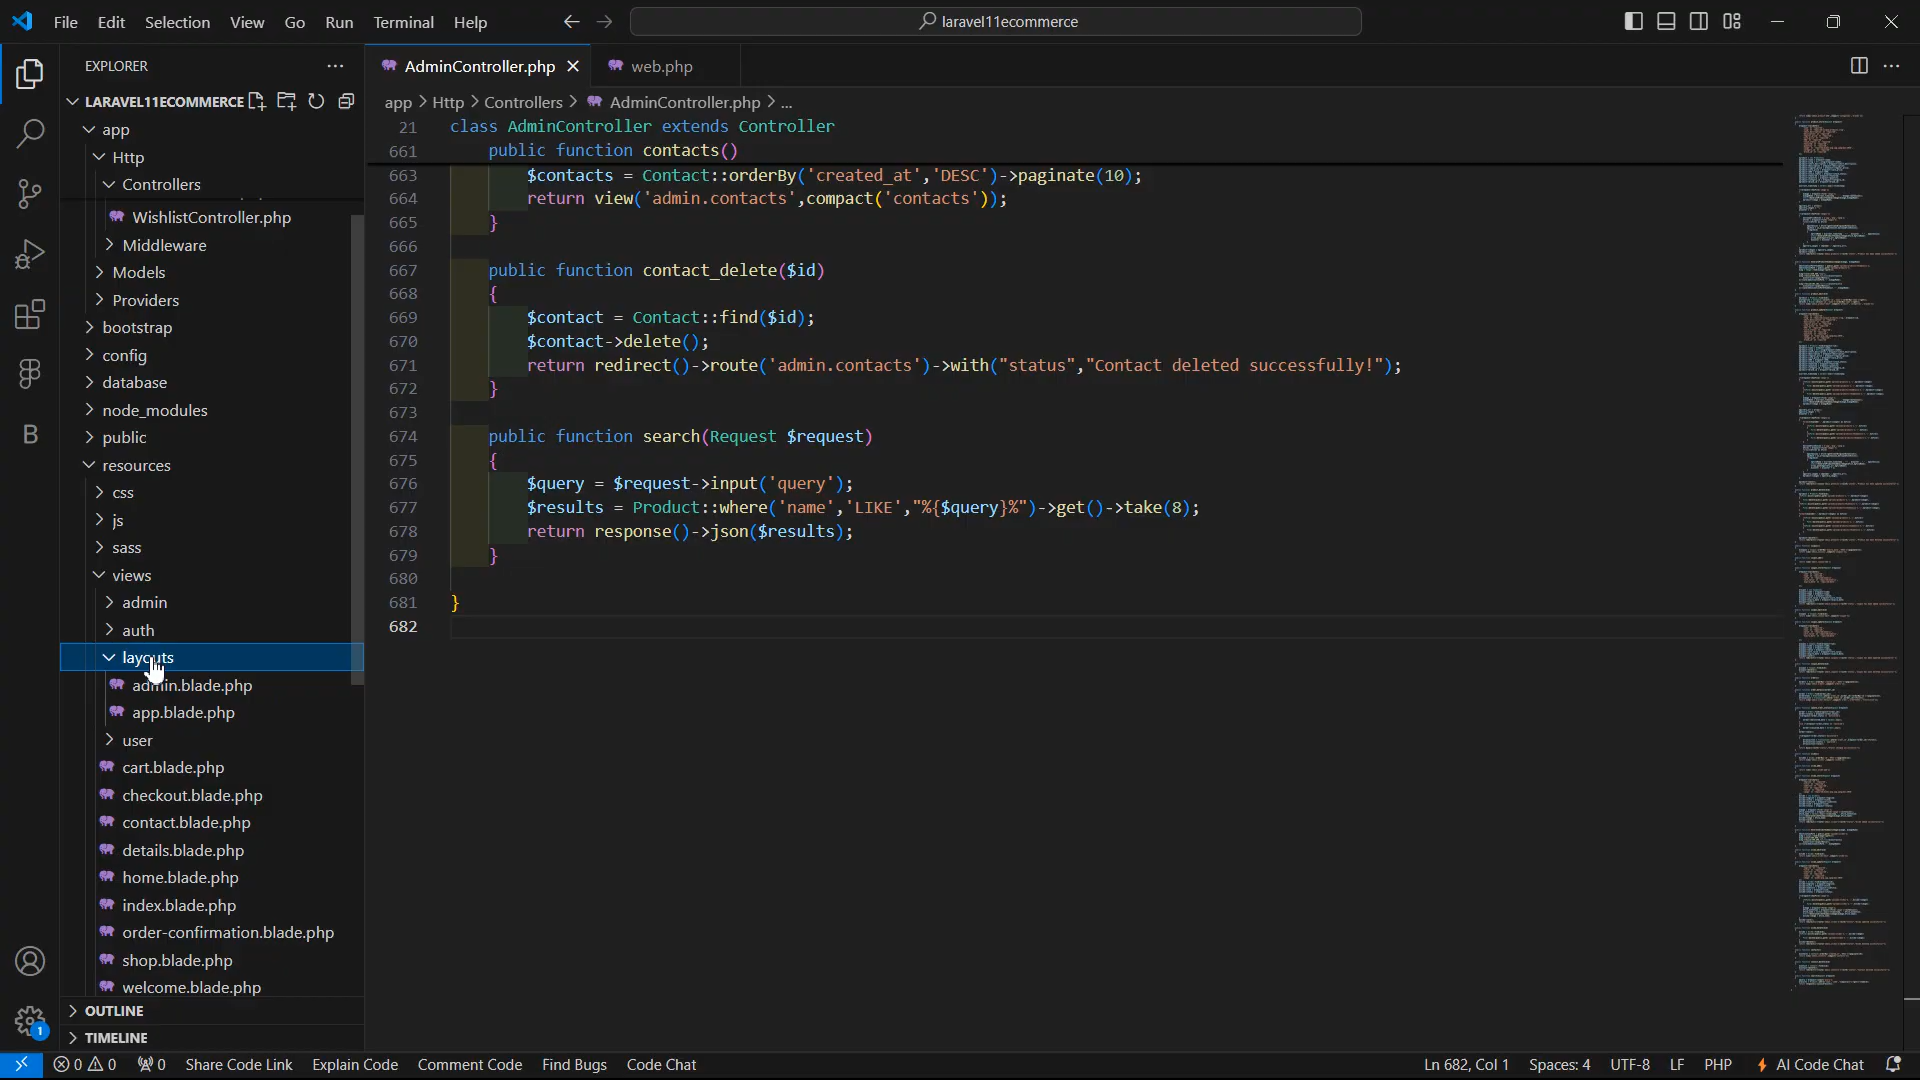 File Edit Selection View Go Run Terminal Help
laravel11ecommerce
EXPLORER
LARAVEL11ECOMMERCE
app
Http
Controllers
WishlistController.php
Middleware
Models
Providers
bootstrap
config
database
node_modules
public
resources
css
js
sass
views
admin
auth
layouts
admin.blade.php
app.blade.php
user
cart.blade.php
checkout.blade.php
contact.blade.php
details.blade.php
home.blade.php
index.blade.php
order-confirmation.blade.php
shop.blade.php
welcome.blade.php
OUTLINE
TIMELINE
AdminController.php web.php
app > Http > Controllers > AdminController.php > ...
21 class AdminController extends Controller
661 public function contacts()
663 $contacts = Contact::orderBy('created_at','DESC')->paginate(10);
664 return view('admin.contacts',compact('contacts'));
665 }
666
667 public function contact_delete($id)
668 {
669 $contact = Contact::find($id);
670 $contact->delete();
671 return redirect()->route('admin.contacts')->with("status","Contact deleted successfully!");
672 }
673
674 public function search(Request $request)
675 {
676 $query = $request->input('query');
677 $results = Product::where('name','LIKE',"%{$query}%")->get()->take(8);
678 return response()->json($results);
679 }
680
681 }
682
1
0 0 0 Share Code Link Explain Code Comment Code Find Bugs Code Chat Ln 682, Col 1 Spaces: 4 UTF-8 LF PHP AI Code Chat